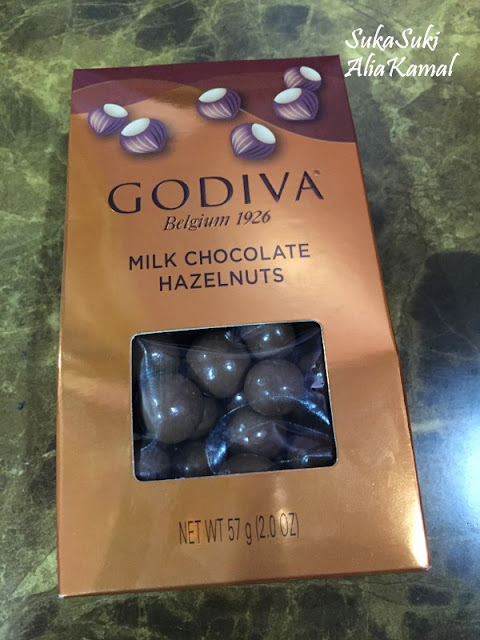 SukaSuki
AliaKamal
GODIVA
Belgium 1926
MILK CHOCOLATE
HAZELNUTS
NET WT 57 g (2.0 OZ)